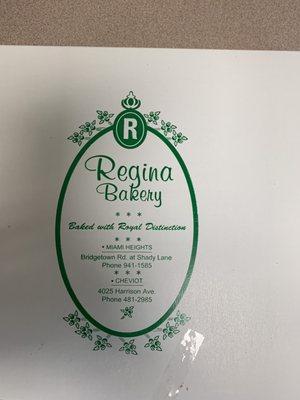 R
Regina
Bakery
* * *
Baked with Royal Distinction
* * *
• MIAMI HEIGHTS
Bridgetown Rd. at Shady Lane
Phone 941-1585
* * *
• CHEVIOT
4025 Harrison Ave.
Phone 481-2985